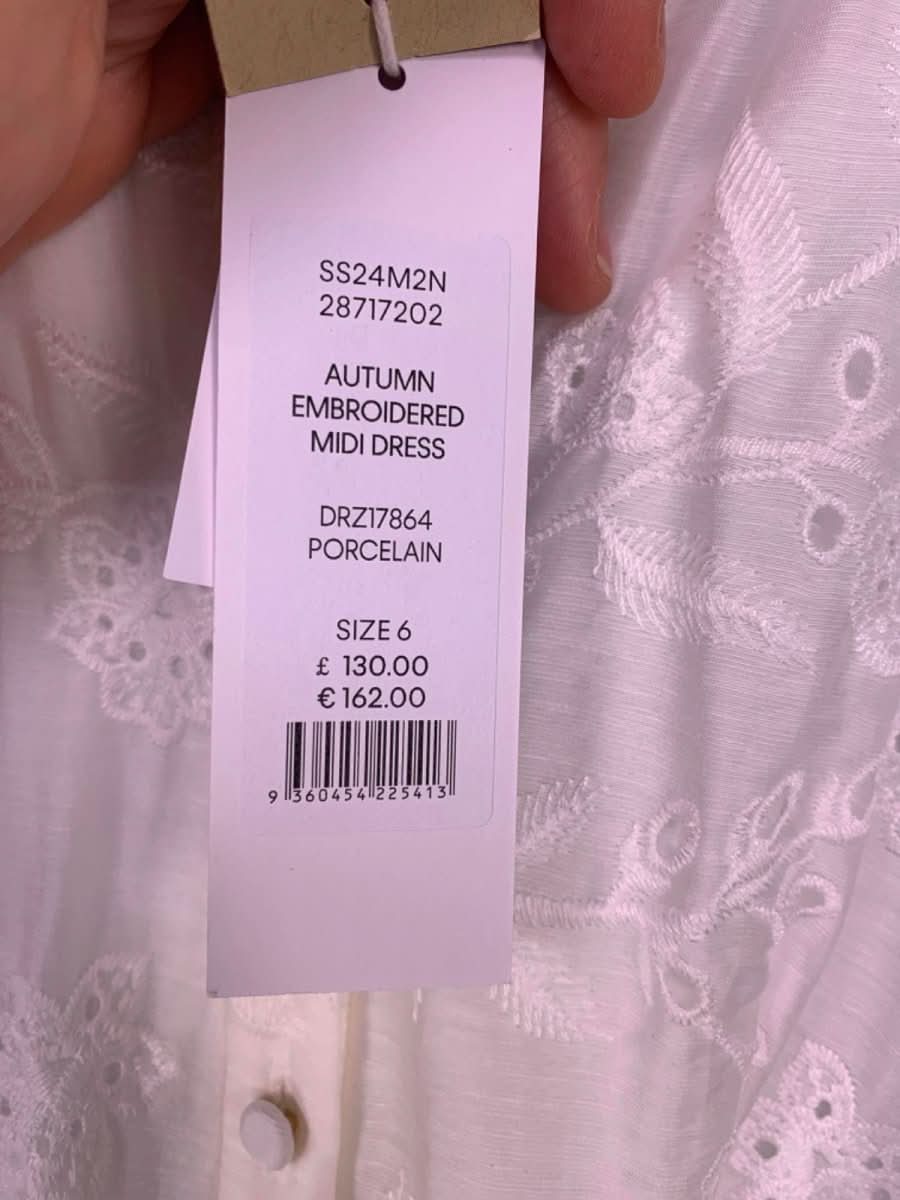 SS24M2N
28717202
AUTUMN
EMBROIDERED
MIDI DRESS
DRZ17864
PORCELAIN
SIZE 6
£ 130.00
€ 162.00
9 360454 225413